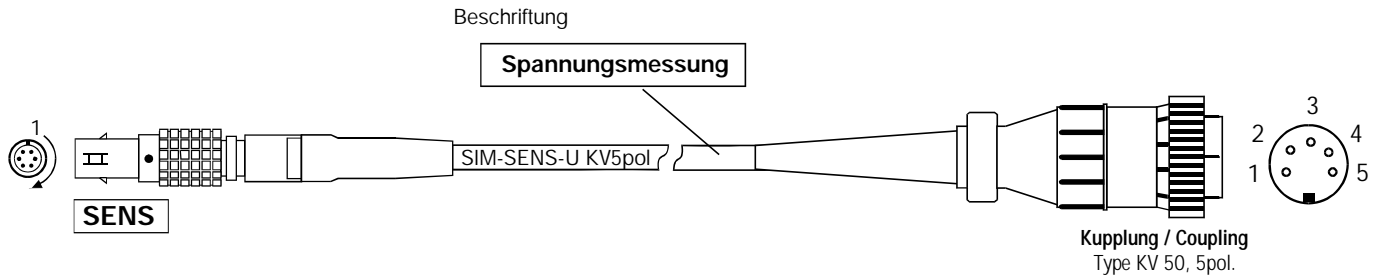 Beschriftung
Spannungsmessung
1
SIM-SENS-U KV5pol
SENS
3
2 4
1 5
Kupplung / Coupling
Type KV 50, 5pol.